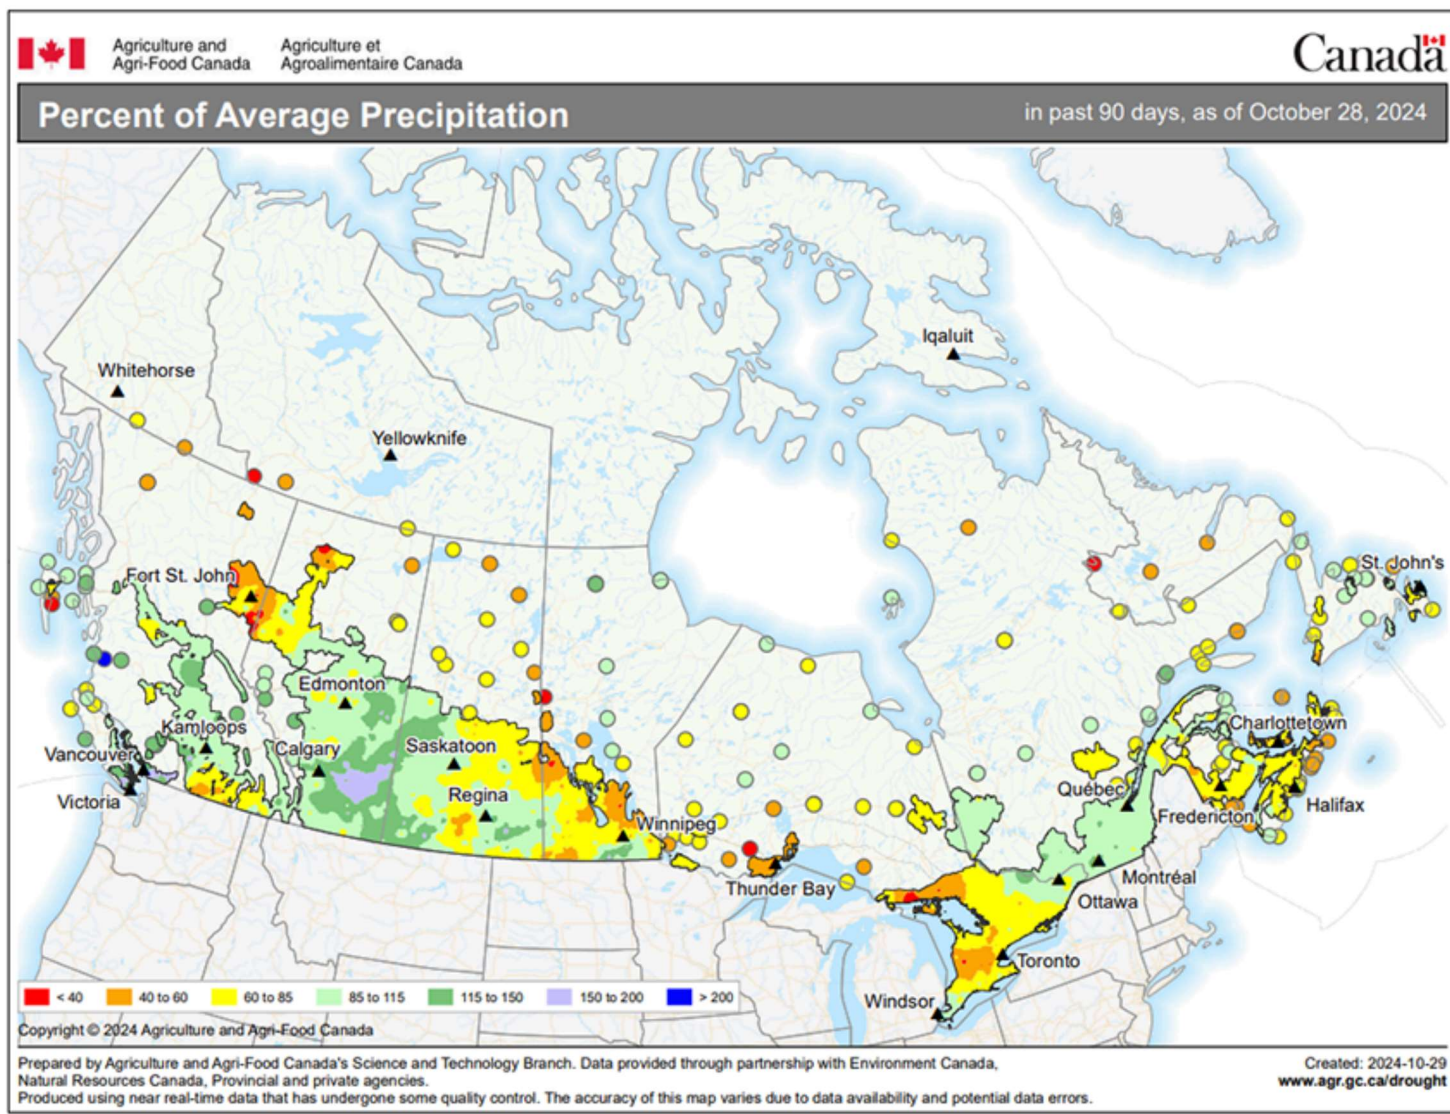 Agriculture and Agriculture et
Agri-Food Canada Agroalimentaire Canada
Canada
Percent of Average Precipitation in past 90 days, as of October 28, 2024
Iqaluit
Whitehorse
Yellowknife
Fort St. John
St. John's
Edmonton
Kamloops
Charlottetown
Calgary
Saskatoon
Vancouver
Québec
Regina
Victoria
Halifax
Fredericton
Winnipeg
Montréal
Thunder Bay
Ottawa
Toronto
Windsor
< 40 40 to 60 60 to 85 85 to 115 115 to 150 150 to 200 > 200
Copyright © 2024 Agriculture and Agri-Food Canada
Prepared by Agriculture and Agri-Food Canada's Science and Technology Branch. Data provided through partnership with Environment Canada,
Natural Resources Canada, Provincial and private agencies.
Produced using near real-time data that has undergone some quality control. The accuracy of this map varies due to data availability and potential data errors.
Created: 2024-10-29
www.agr.gc.ca/drought